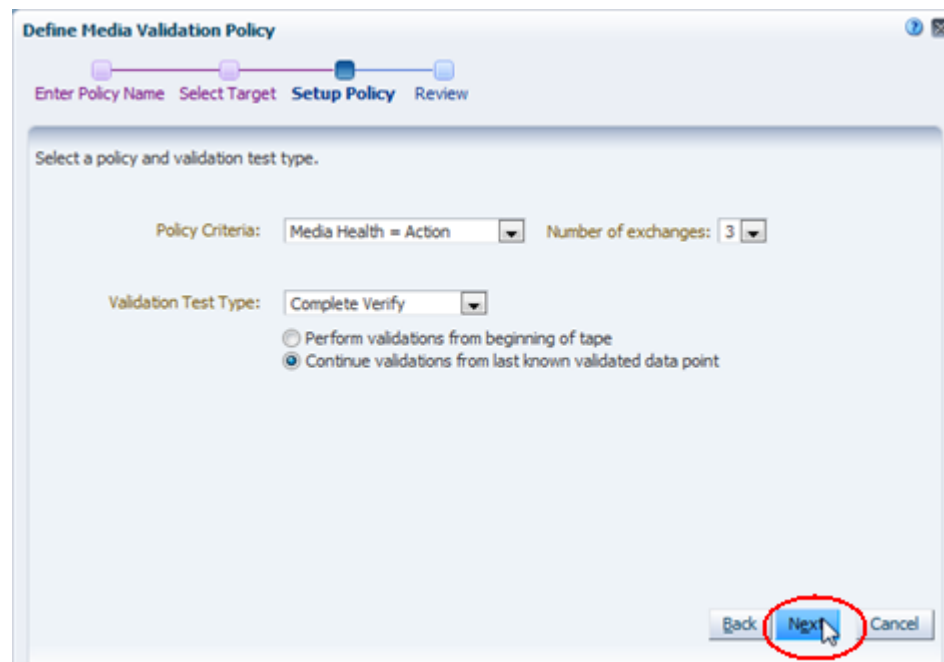 Define Media Validation Policy
Enter Policy Name Select Target Setup Policy Review
Select a policy and validation test type.
Policy Criteria: Media Health = Action Number of exchanges: 3
Validation Test Type: Complete Verify
Perform validations from beginning of tape
Continue validations from last known validated data point
Back Next Cancel